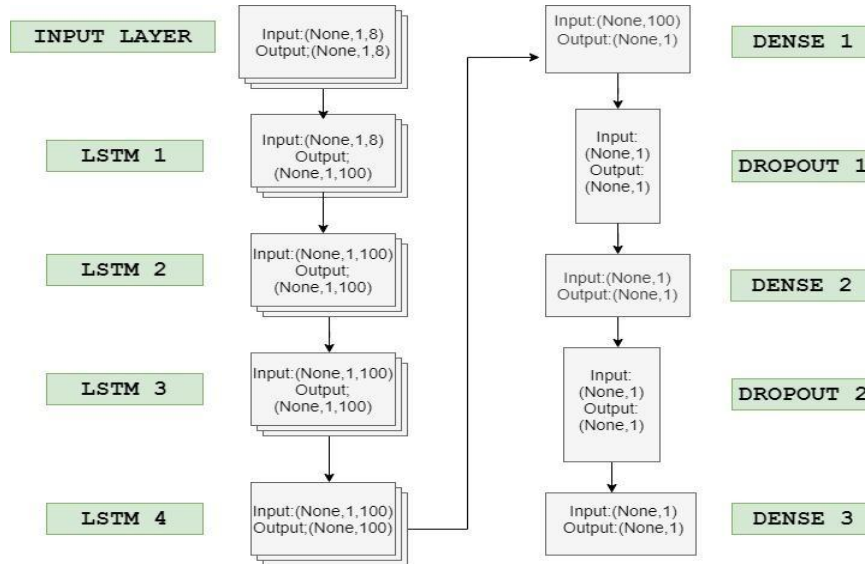 INPUT LAYER
Input:(None,1,8)
Output;(None,1,8)
LSTM 1
Input:(None,1,8)
Output;
(None,1,100)
LSTM 2
Input:(None,1,100)
Output;
(None,1,100)
LSTM 3
Input:(None,1,100)
Output;
(None,1,100)
LSTM 4
Input:(None,1,100)
Output;(None,100)
Input:(None,100)
Output:(None,1)
DENSE 1
Input:
(None,1)
Output:
(None,1)
DROPOUT 1
Input:(None,1)
Output:(None,1)
DENSE 2
Input:
(None,1)
Output:
(None,1)
DROPOUT 2
Input:(None,1)
Output:(None,1)
DENSE 3